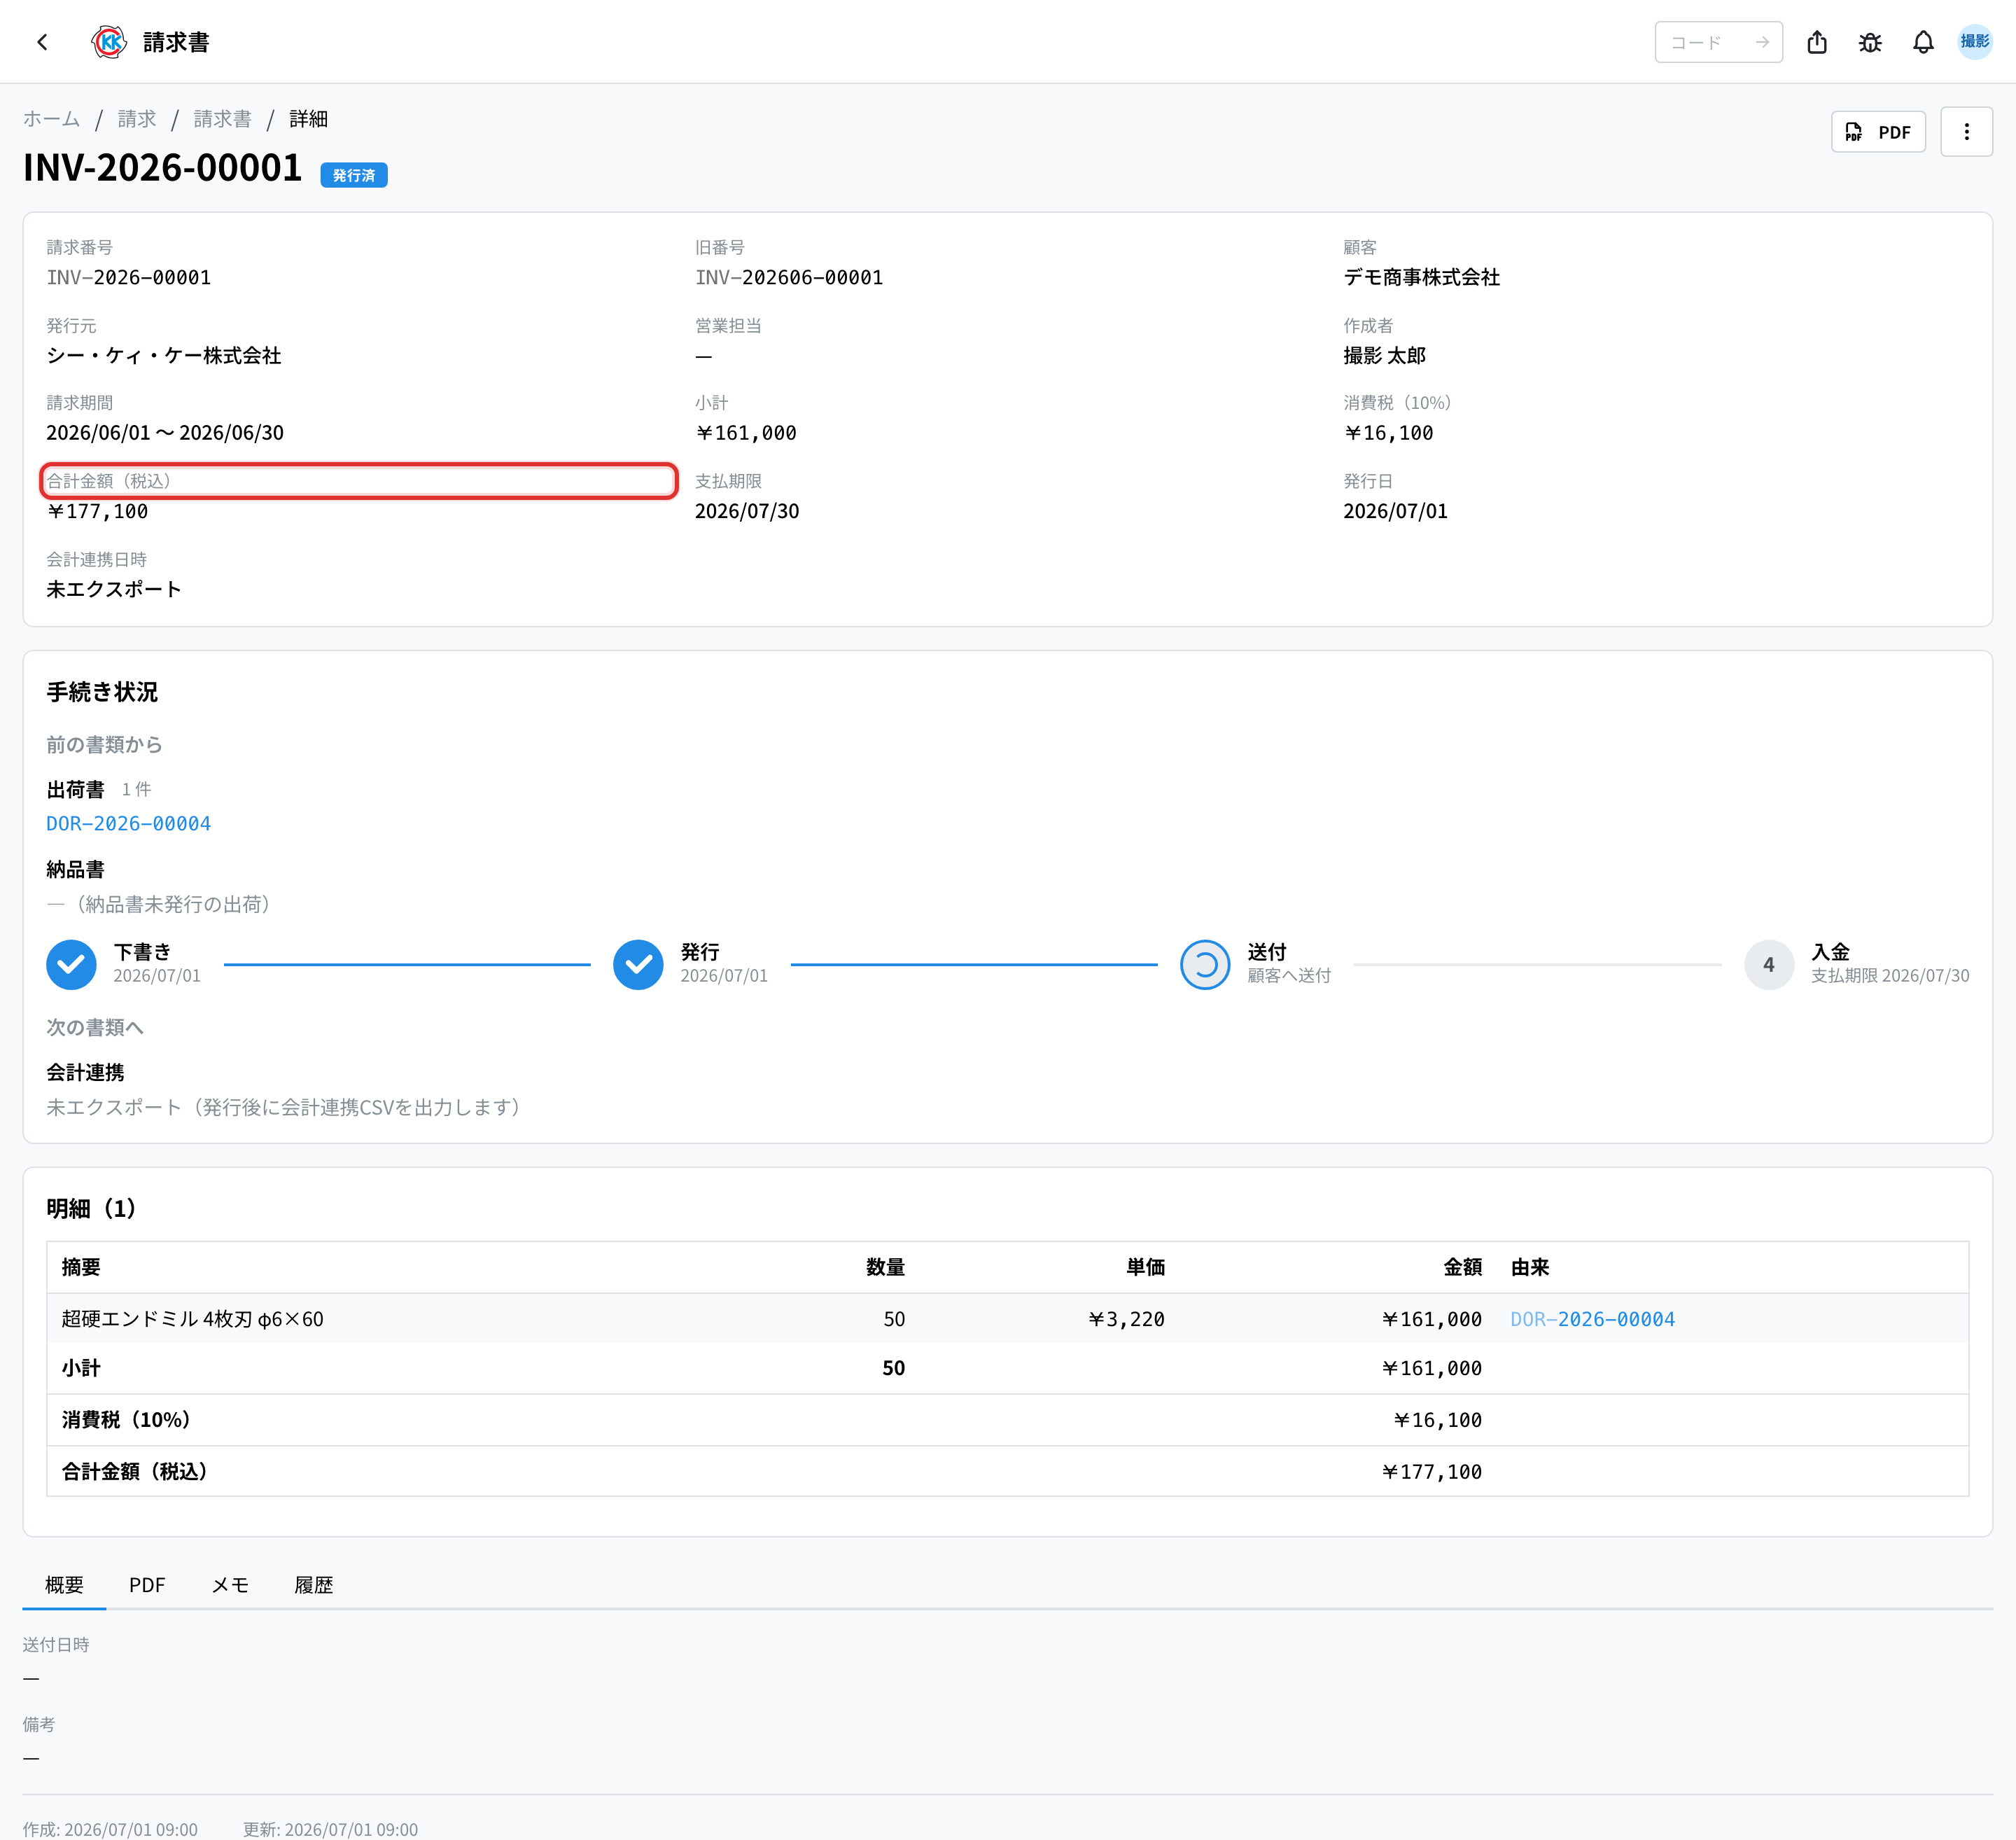 KK 請求書 コード 撮影
ホーム / 請求 / 請求書 / 詳細
PDF PDF
INV-2026-00001 発行済
請求番号 旧番号 顧客
INV-2026-00001 INV-202606-00001 デモ商事株式会社
発行元 営業担当 作成者
シー・ケィ・ケー株式会社 — 撮影 太郎
請求期間 小計 消費税（10%）
2026/06/01 〜 2026/06/30 ¥161,000 ¥16,100
合計金額（税込） 支払期限 発行日
¥177,100 2026/07/30 2026/07/01
会計連携日時
未エクスポート
手続き状況
前の書類から
出荷書 1 件
DOR-2026-00004
納品書
—（納品書未発行の出荷）
下書き 発行 送付 4 入金
2026/07/01 2026/07/01 顧客へ送付 支払期限 2026/07/30
次の書類へ
会計連携
未エクスポート（発行後に会計連携CSVを出力します）
明細（1）
摘要 数量 単価 金額 由来
超硬エンドミル 4枚刃 φ6×60 50 ¥3,220 ¥161,000 DOR-2026-00004
小計 50 ¥161,000
消費税（10%） ¥16,100
合計金額（税込） ¥177,100
概要 PDF メモ 履歴
送付日時
—
備考
—
作成: 2026/07/01 09:00 更新: 2026/07/01 09:00